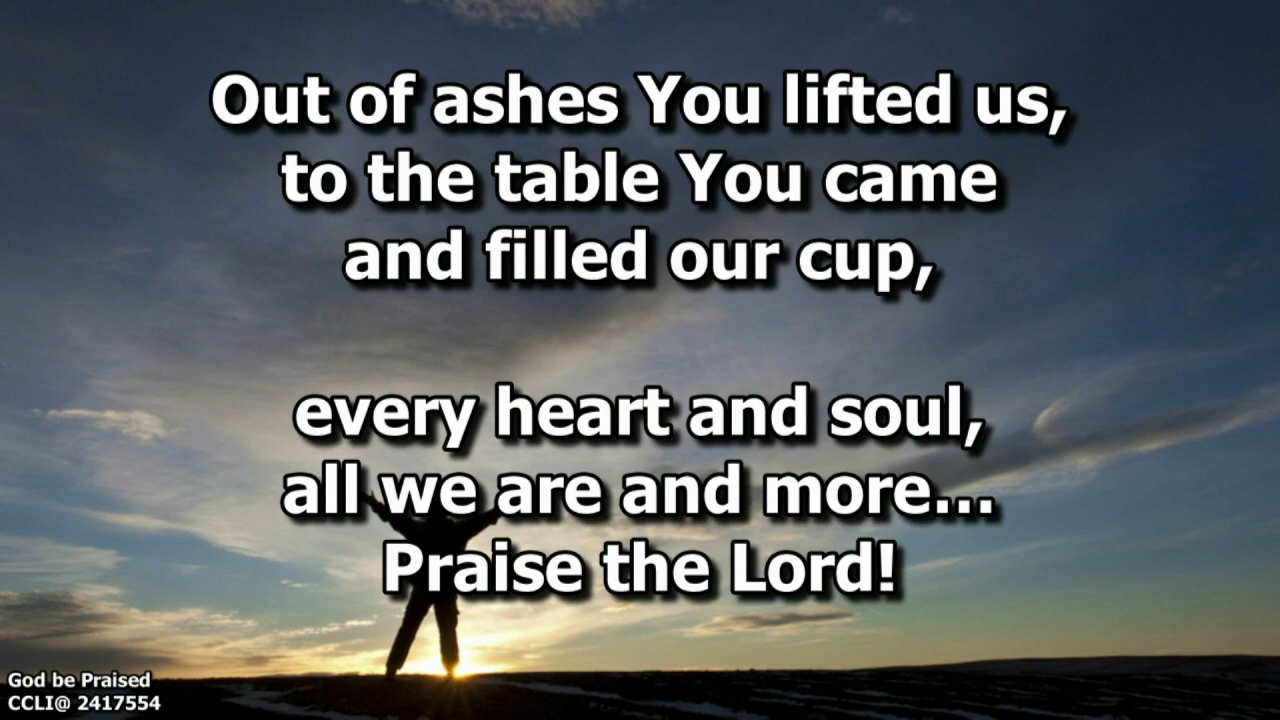 Out of ashes You lifted us,
to the table You came
and filled our cup,
every heart and soul,
all we are and more...
Praise the Lord!
God be Praised
CCLI@ 2417554